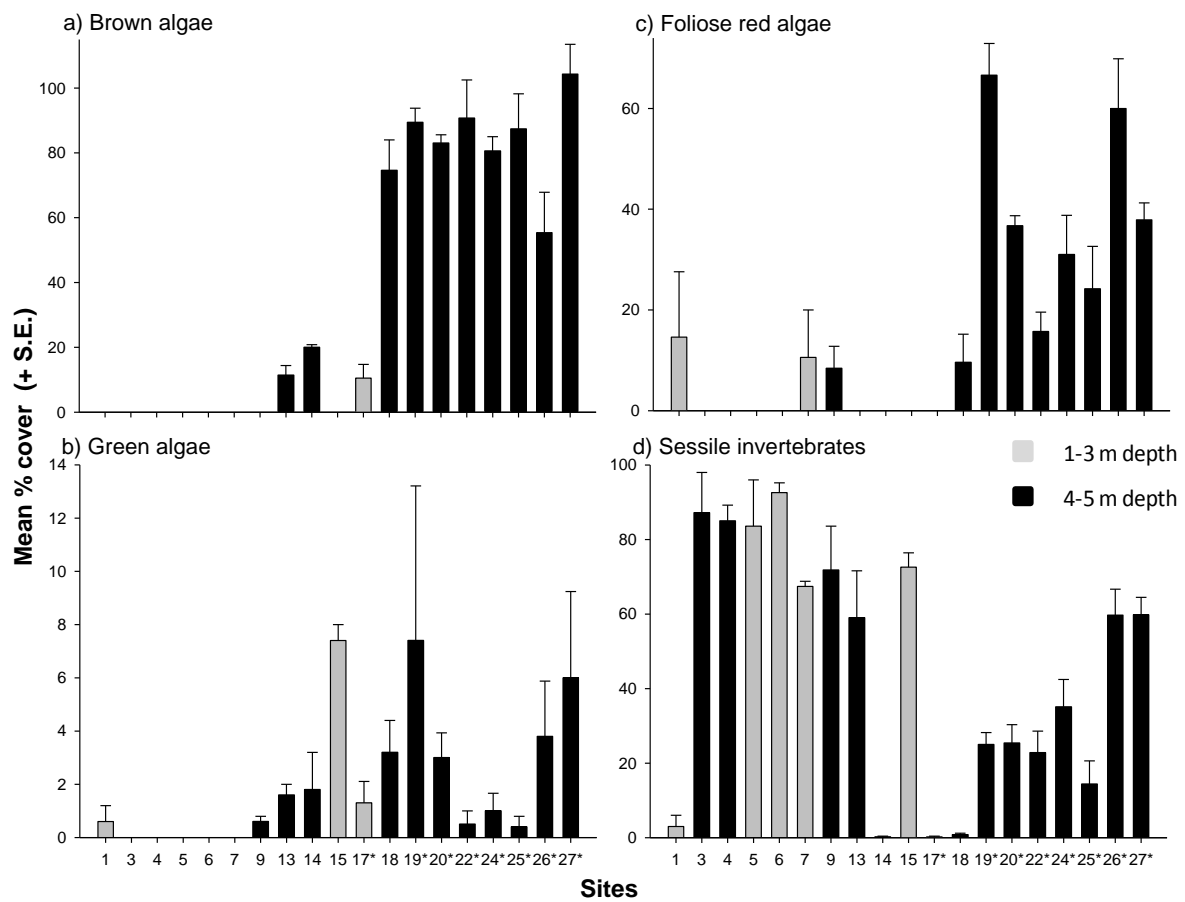 a) Brown algae
100
80
60
40
20
0
c) Foliose red algae
60
40
20
0
Mean % cover (+ S.E.)
b) Green algae
14
12
10
8
6
4
2
0
1 3 4 5 6 7 9 13 14 15 17* 18 19* 20* 22* 24* 25* 26* 27*
d) Sessile invertebrates
100
80
60
40
20
0
1 3 4 5 6 7 9 13 14 15 17* 18 19* 20* 22* 24* 25* 26* 27*
1-3 m depth
4-5 m depth
Sites